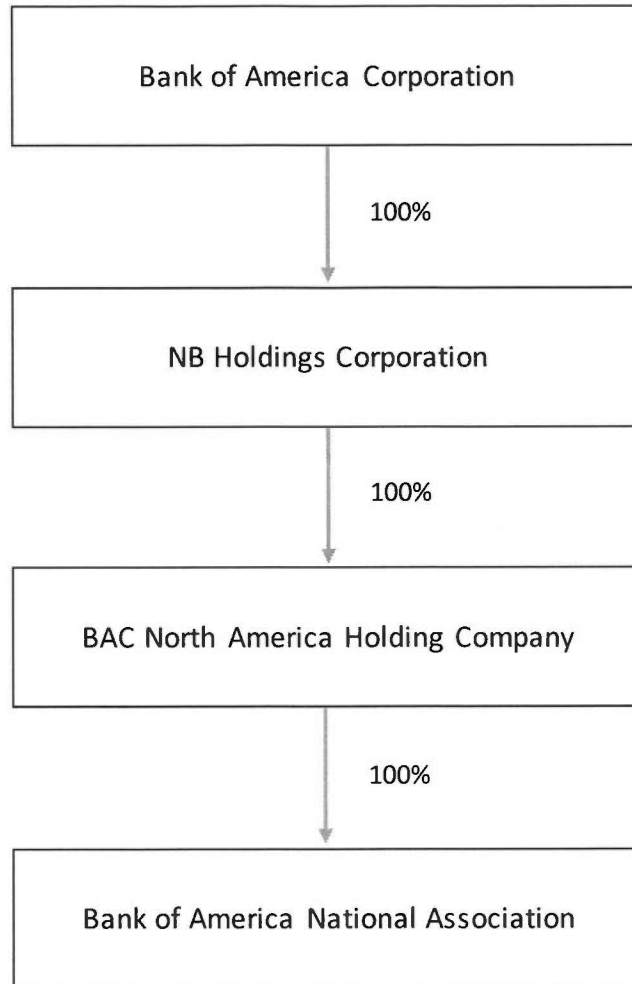 Bank of America Corporation
100%
NB Holdings Corporation
100%
BAC North America Holding Company
100%
Bank of America National Association